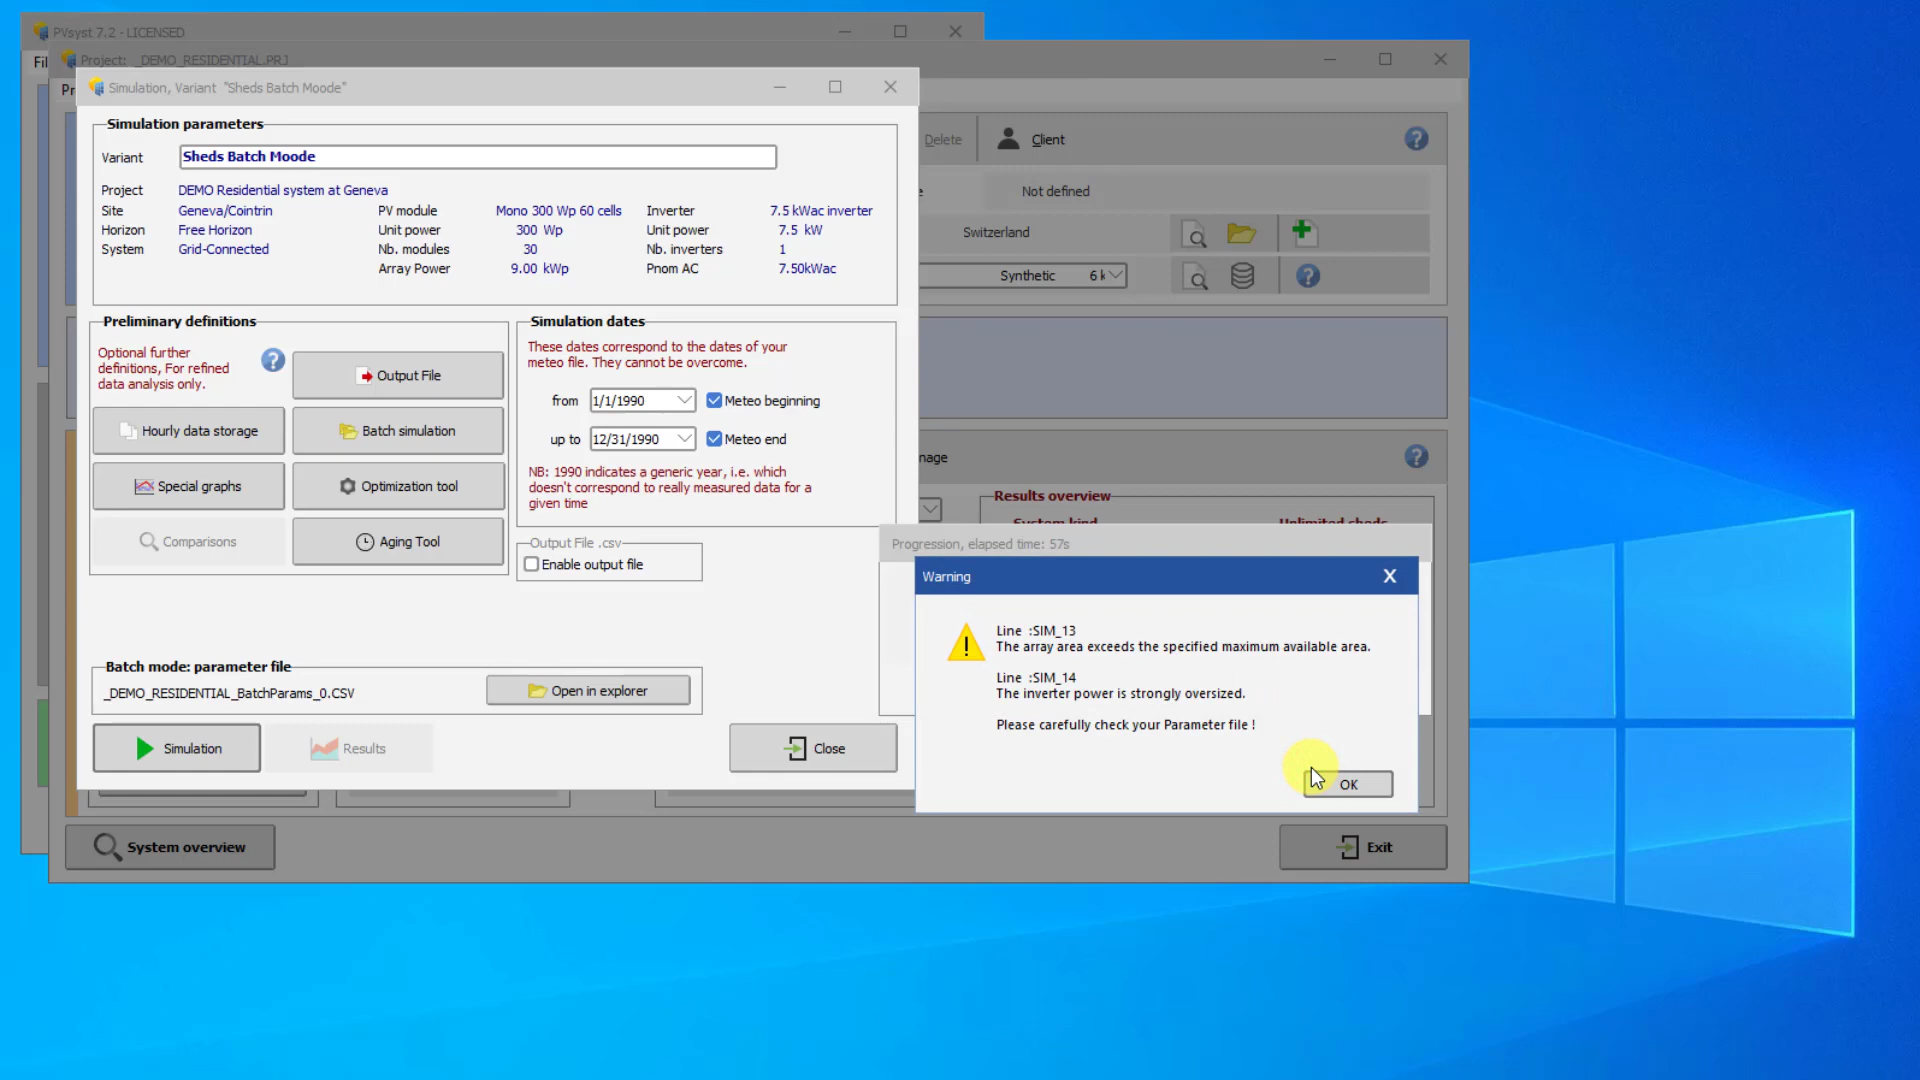 PVsyst 7.2 - LICENSED
Fil
Project: _DEMO_RESIDENTIAL.PRJ
Pr
Simulation, Variant "Sheds Batch Moode"
Simulation parameters
Variant Sheds Batch Moode
Project DEMO Residential system at Geneva
Site Geneva/Cointrin PV module Mono 300 Wp 60 cells Inverter 7.5 kWac inverter
Horizon Free Horizon Unit power 300 Wp Unit power 7.5 kW
System Grid-Connected Nb. modules 30 Nb. inverters 1
Array Power 9.00 kWp Pnom AC 7.50kWac
Delete Client
Not defined
Switzerland
Synthetic 6 k
Preliminary definitions
Optional further
definitions, For refined
data analysis only.
Output File
Hourly data storage Batch simulation
Special graphs Optimization tool
Comparisons Aging Tool
Simulation dates
These dates correspond to the dates of your
meteo file. They cannot be overcome.
from 1/1/1990 Meteo beginning
up to 12/31/1990 Meteo end
NB: 1990 indicates a generic year, i.e. which
doesn't correspond to really measured data for a
given time
Output File .csv
Enable output file
nage
Results overview
System kind Unlimited sheds
Progression, elapsed time: 57s
Warning X
Line :SIM_13
The array area exceeds the specified maximum available area.
Line :SIM_14
The inverter power is strongly oversized.
Please carefully check your Parameter file !
OK
Batch mode: parameter file
_DEMO_RESIDENTIAL_BatchParams_0.CSV Open in explorer
Simulation Results Close
System overview Exit